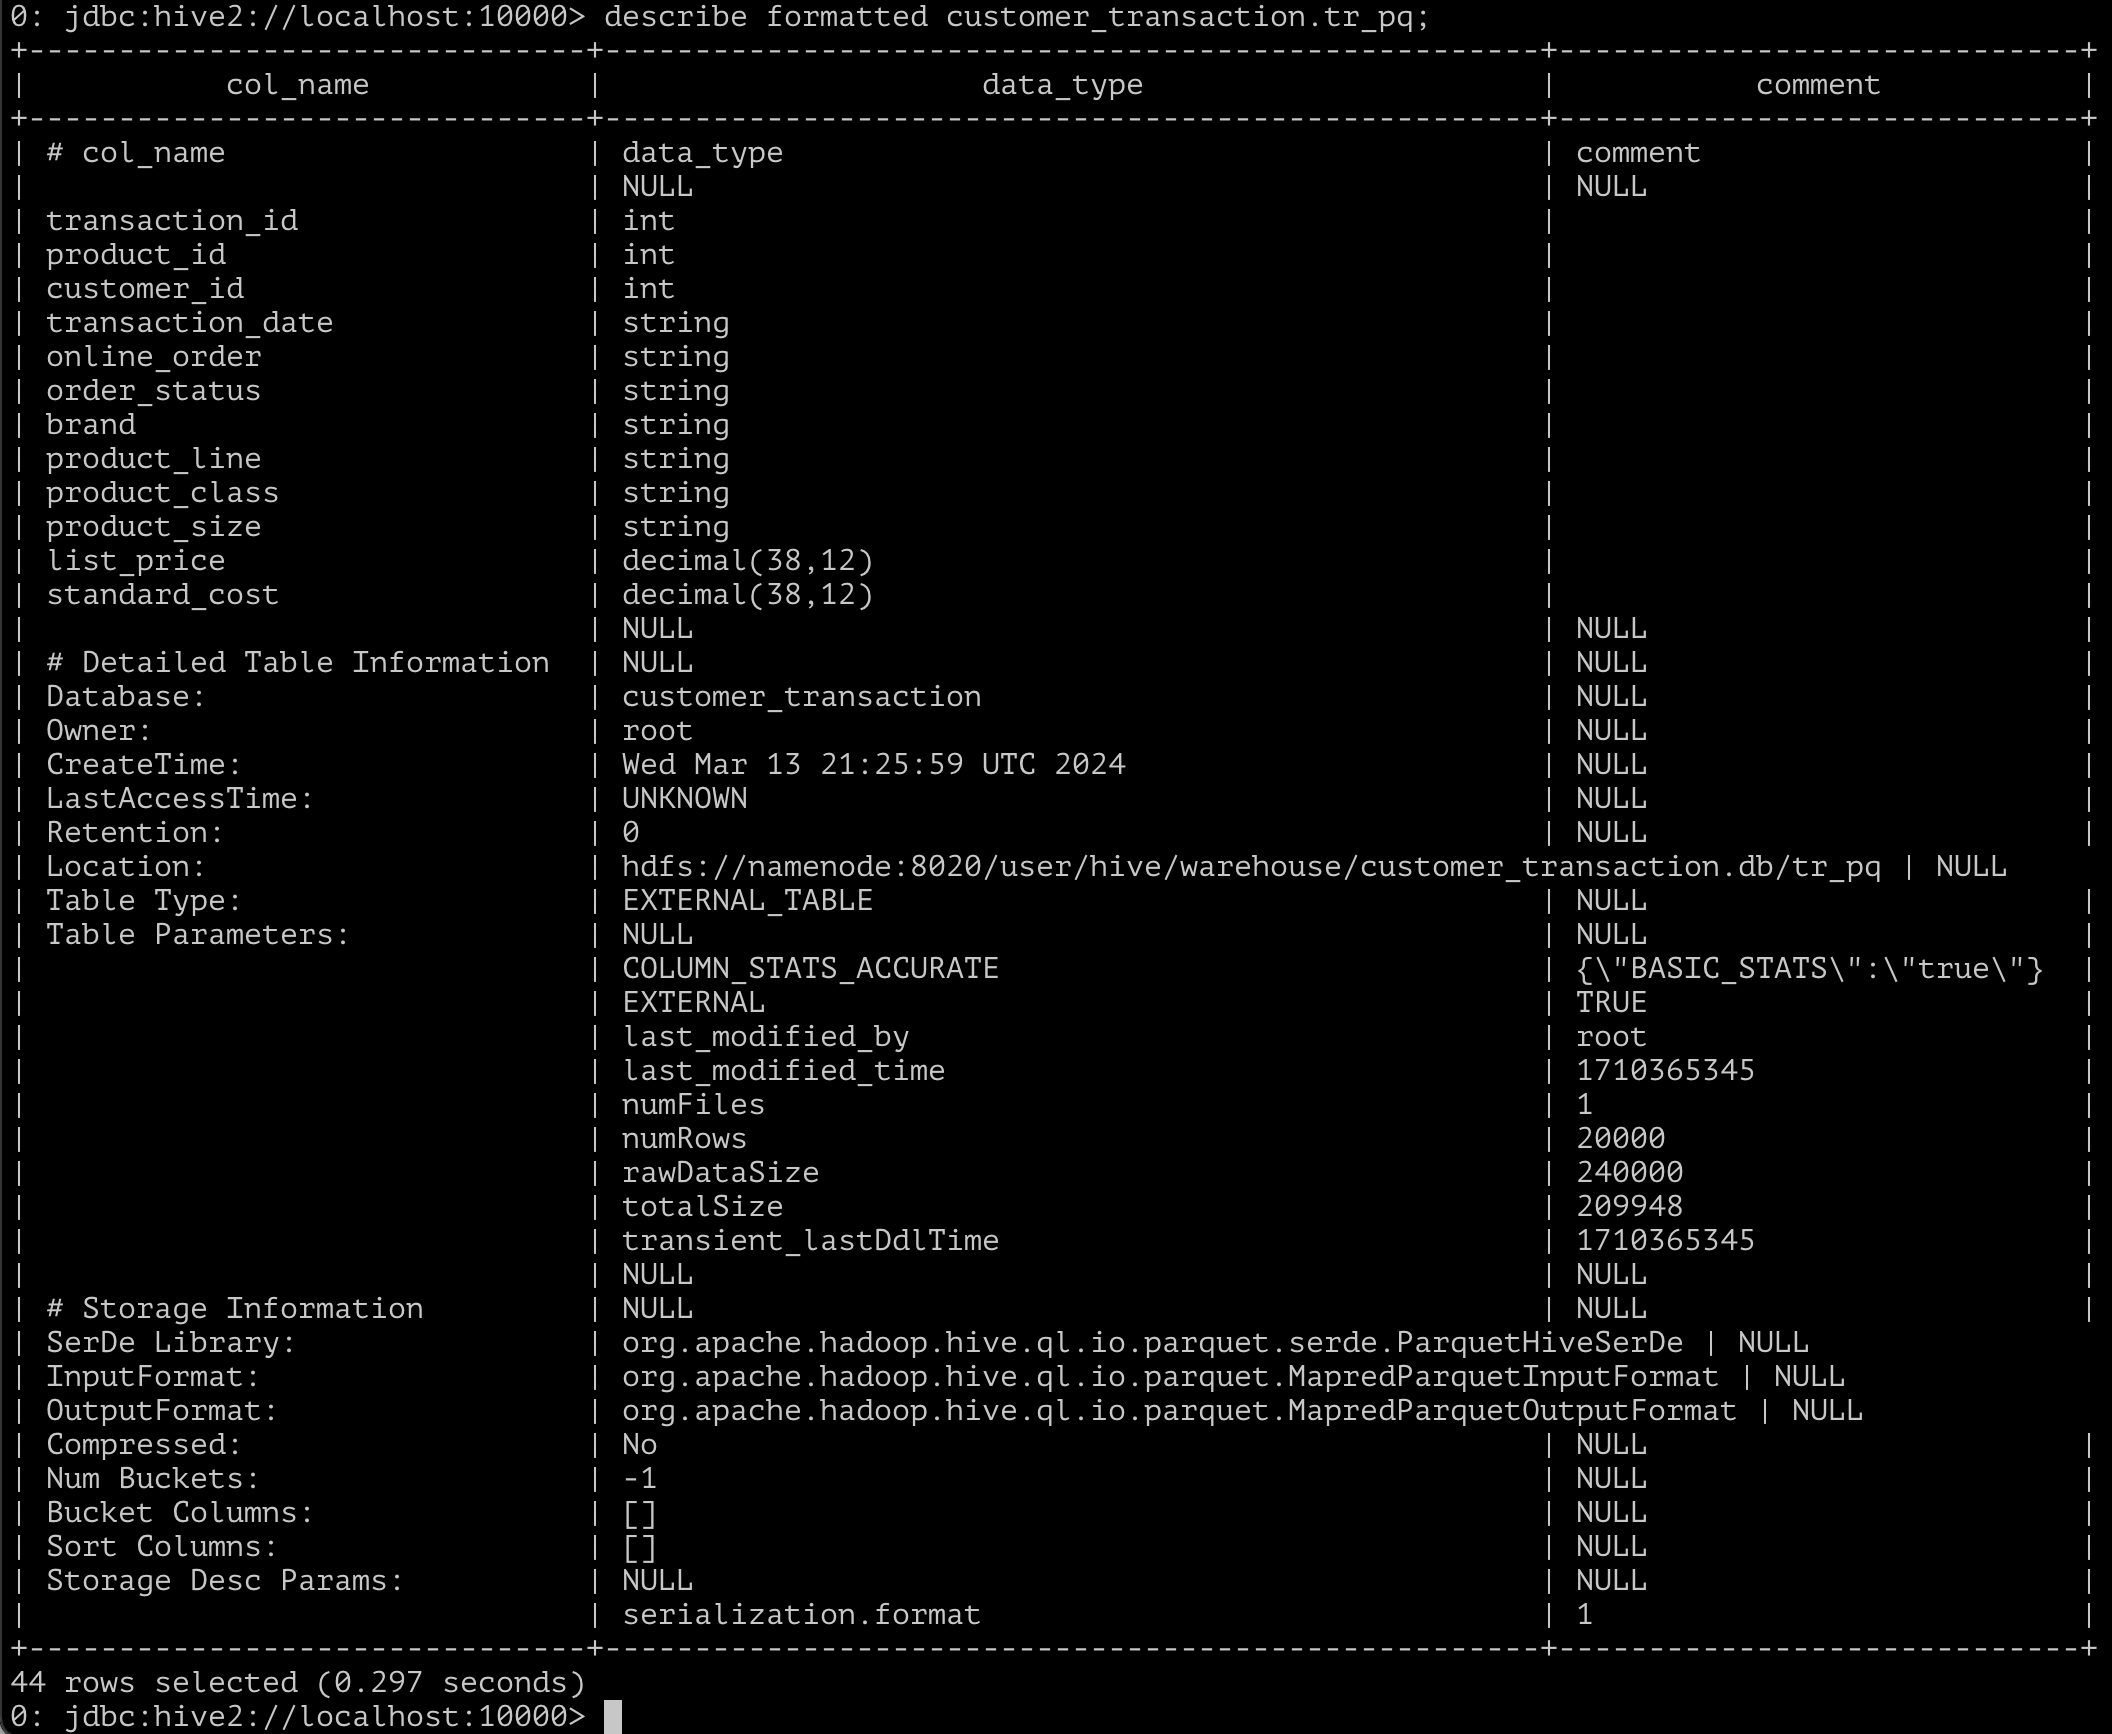 0: jdbc:hive2://localhost:10000> describe formatted customer_transaction.tr_pq;
+-------------------------------+----------------------------------------------------+-----------------------------+
|           col_name            |                     data_type                      |           comment           |
+-------------------------------+----------------------------------------------------+-----------------------------+
| # col_name                    | data_type                                          | comment                     |
|                               | NULL                                               | NULL                        |
| transaction_id                | int                                                |                             |
| product_id                    | int                                                |                             |
| customer_id                   | int                                                |                             |
| transaction_date              | string                                             |                             |
| online_order                  | string                                             |                             |
| order_status                  | string                                             |                             |
| brand                         | string                                             |                             |
| product_line                  | string                                             |                             |
| product_class                 | string                                             |                             |
| product_size                  | string                                             |                             |
| list_price                    | decimal(38,12)                                     |                             |
| standard_cost                 | decimal(38,12)                                     |                             |
|                               | NULL                                               | NULL                        |
| # Detailed Table Information  | NULL                                               | NULL                        |
| Database:                     | customer_transaction                               | NULL                        |
| Owner:                        | root                                               | NULL                        |
| CreateTime:                   | Wed Mar 13 21:25:59 UTC 2024                       | NULL                        |
| LastAccessTime:               | UNKNOWN                                            | NULL                        |
| Retention:                    | 0                                                  | NULL                        |
| Location:                     | hdfs://namenode:8020/user/hive/warehouse/customer_transaction.db/tr_pq | NULL
| Table Type:                   | EXTERNAL_TABLE                                     | NULL                        |
| Table Parameters:             | NULL                                               | NULL                        |
|                               | COLUMN_STATS_ACCURATE                              | {\"BASIC_STATS\":\"true\"}  |
|                               | EXTERNAL                                           | TRUE                        |
|                               | last_modified_by                                   | root                        |
|                               | last_modified_time                                 | 1710365345                  |
|                               | numFiles                                           | 1                           |
|                               | numRows                                            | 20000                       |
|                               | rawDataSize                                        | 240000                      |
|                               | totalSize                                          | 209948                      |
|                               | transient_lastDdlTime                              | 1710365345                  |
|                               | NULL                                               | NULL                        |
| # Storage Information         | NULL                                               | NULL                        |
| SerDe Library:                | org.apache.hadoop.hive.ql.io.parquet.serde.ParquetHiveSerDe | NULL
| InputFormat:                  | org.apache.hadoop.hive.ql.io.parquet.MapredParquetInputFormat | NULL
| OutputFormat:                 | org.apache.hadoop.hive.ql.io.parquet.MapredParquetOutputFormat | NULL
| Compressed:                   | No                                                 | NULL                        |
| Num Buckets:                  | -1                                                 | NULL                        |
| Bucket Columns:               | []                                                 | NULL                        |
| Sort Columns:                 | []                                                 | NULL                        |
| Storage Desc Params:          | NULL                                               | NULL                        |
|                               | serialization.format                               | 1                           |
+-------------------------------+----------------------------------------------------+-----------------------------+
44 rows selected (0.297 seconds)
0: jdbc:hive2://localhost:10000>